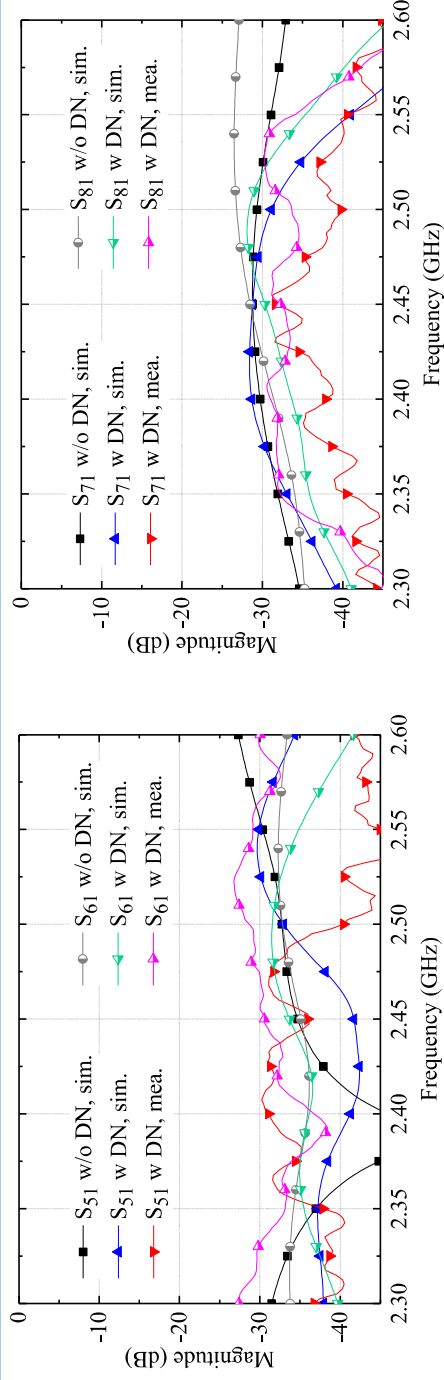 0
-10
-20
-30
-40
Magnitude (dB)
S51 w/o DN, sim. S61 w/o DN, sim.
S51 w DN, sim. S61 w DN, sim.
S51 w DN, mea. S61 w DN, mea.
2.30 2.35 2.40 2.45 2.50 2.55 2.60
Frequency (GHz)
0
-10
-20
-30
-40
Magnitude (dB)
S71 w/o DN, sim. S81 w/o DN, sim.
S71 w DN, sim. S81 w DN, sim.
S71 w DN, mea. S81 w DN, mea.
2.30 2.35 2.40 2.45 2.50 2.55 2.60
Frequency (GHz)